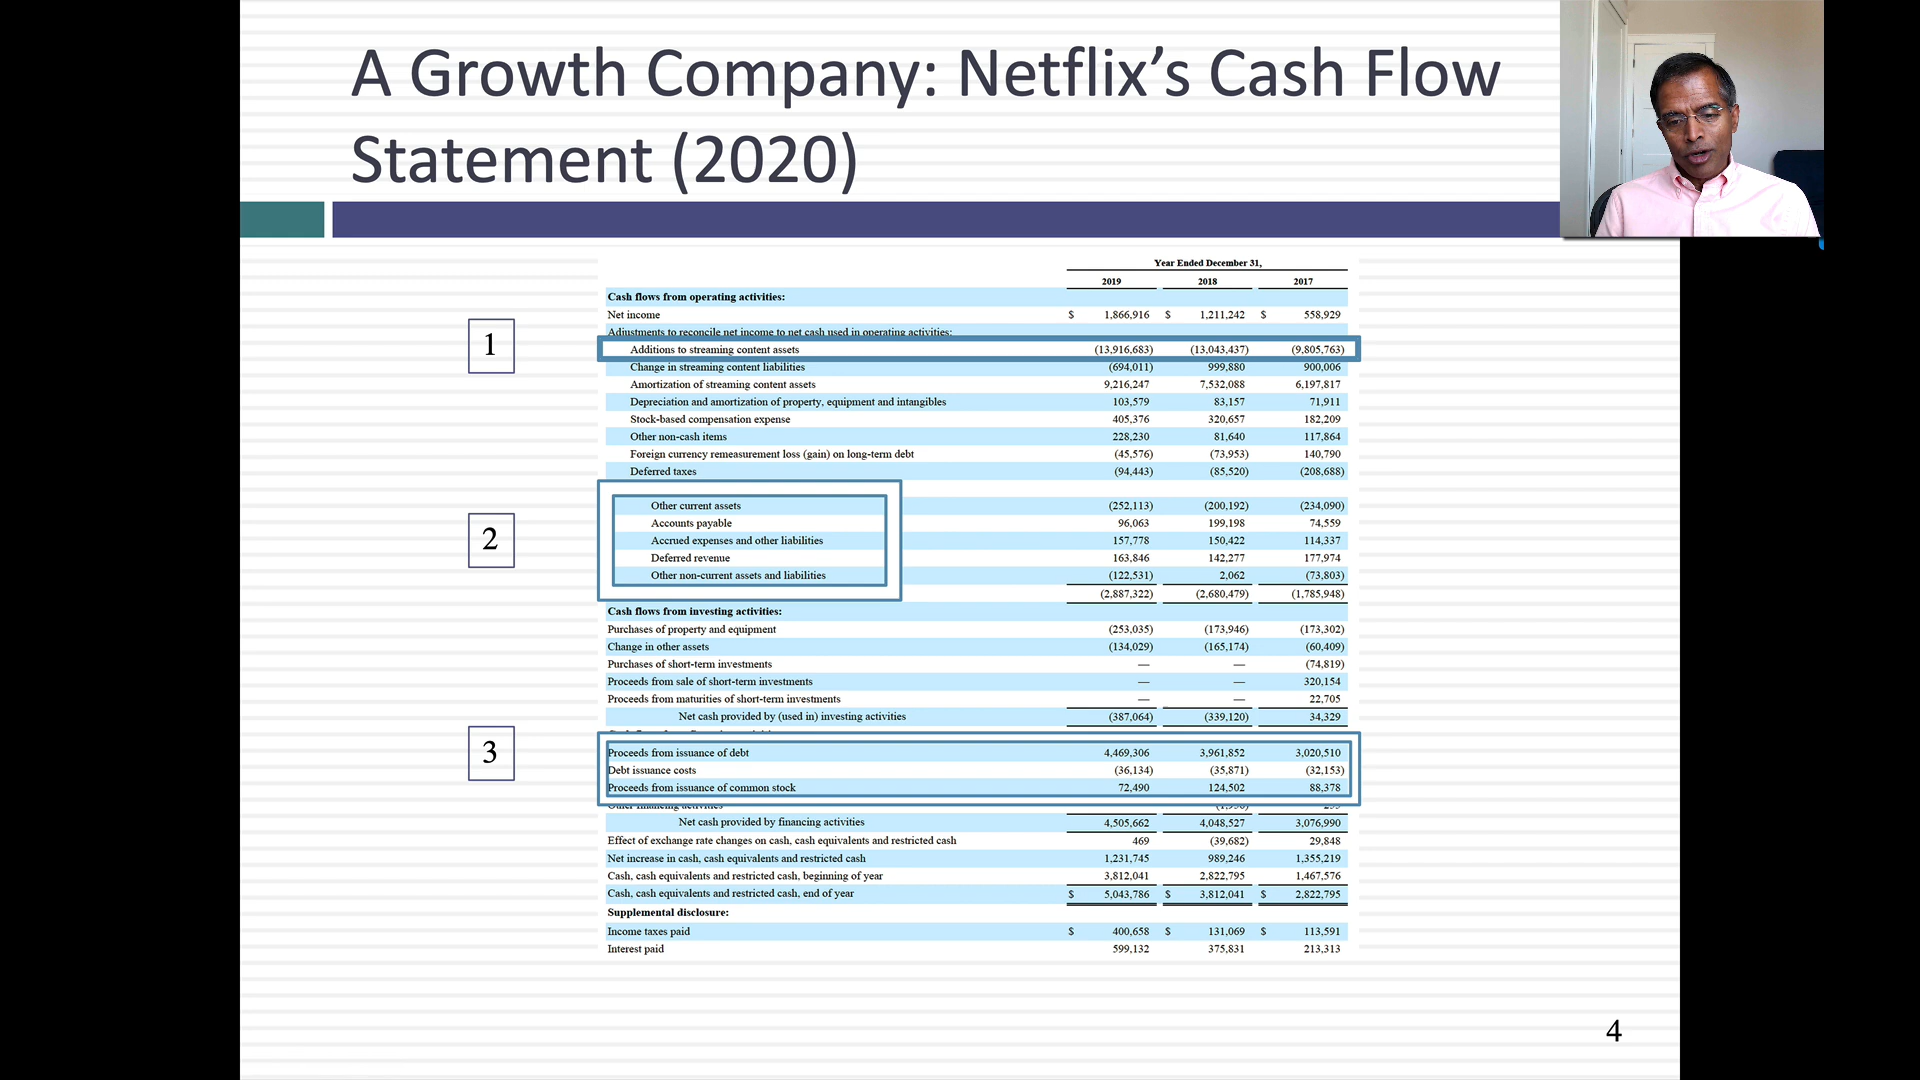 A Growth Company: Netflix’s Cash Flow
Statement (2020)
Year Ended December 31,
2019 2018 2017
Cash flows from operating activities:
Net income $ 1,866,916 $ 1,211,242 $ 558,929
Adjustments to reconcile net income to net cash used in operating activities:
1
Additions to streaming content assets (13,916,683) (13,043,437) (9,805,763)
Change in streaming content liabilities (694,011) 999,880 900,006
Amortization of streaming content assets 9,216,247 7,532,088 6,197,817
Depreciation and amortization of property, equipment and intangibles 103,579 83,157 71,911
Stock-based compensation expense 405,376 320,657 182,209
Other non-cash items 228,230 81,640 117,864
Foreign currency remeasurement loss (gain) on long-term debt (45,576) (73,953) 140,790
Deferred taxes (94,443) (85,520) (208,688)
Other current assets (252,113) (200,192) (234,090)
Accounts payable 96,063 199,198 74,559
2
Accrued expenses and other liabilities 157,778 150,422 114,337
Deferred revenue 163,846 142,277 177,974
Other non-current assets and liabilities (122,531) 2,062 (73,803)
(2,887,322) (2,680,479) (1,785,948)
Cash flows from investing activities:
Purchases of property and equipment (253,035) (173,946) (173,302)
Change in other assets (134,029) (165,174) (60,409)
Purchases of short-term investments — — (74,819)
Proceeds from sale of short-term investments — — 320,154
Proceeds from maturities of short-term investments — — 22,705
Net cash provided by (used in) investing activities (387,064) (339,120) 34,329
3
Proceeds from issuance of debt 4,469,306 3,961,852 3,020,510
Debt issuance costs (36,134) (35,871) (32,153)
Proceeds from issuance of common stock 72,490 124,502 88,378
Other financing activities
Net cash provided by financing activities 4,505,662 4,048,527 3,076,990
Effect of exchange rate changes on cash, cash equivalents and restricted cash 469 (39,682) 29,848
Net increase in cash, cash equivalents and restricted cash 1,231,745 989,246 1,355,219
Cash, cash equivalents and restricted cash, beginning of year 3,812,041 2,822,795 1,467,576
Cash, cash equivalents and restricted cash, end of year $ 5,043,786 $ 3,812,041 $ 2,822,795
Supplemental disclosure:
Income taxes paid $ 400,658 $ 131,069 $ 113,591
Interest paid 599,132 375,831 213,313
4